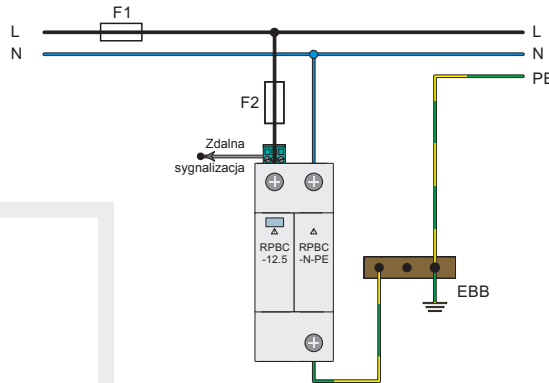 F1
L
L
N
N
PE
F2
Zdalna
sygnalizacja
RPBC
-12.5
RPBC
-N-PE
EBB